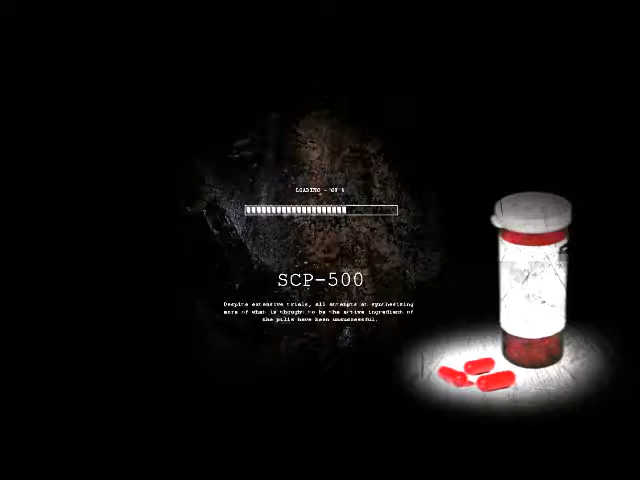 LOADING - 68 %
SCP-500
Despite extensive trials, all attempts at synthesizing
more of what is thought to be the active ingredient of
the pills have been unsuccessful.